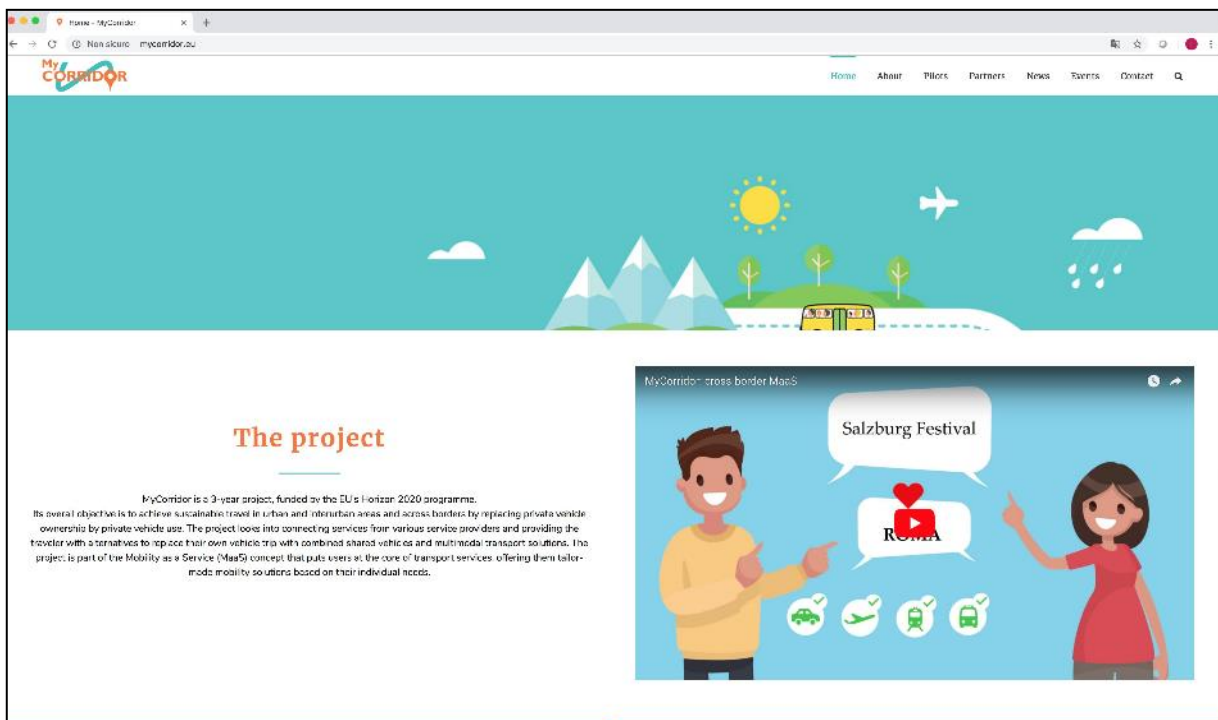 Home - MyCorridor
Non sicuro mycorridor.eu
My
CORRIDOR
Home About Pilots Partners News Events Contact
The project
MyCorridor is a 3-year project, funded by the EU's Horizon 2020 programme.
Its overall objective is to achieve sustainable travel in urban and interurban areas and across borders by replacing private vehicle
ownership by private vehicle use. The project looks into connecting services from various service providers and providing the
traveler with alternatives to replace their own vehicle trip with combined shared vehicles and multimodal transport solutions. The
project is part of the Mobility as a Service (MaaS) concept that puts users at the core of transport services, offering them tailor-
made mobility solutions based on their individual needs.
MyCorridor cross border MaaS
Salzburg Festival
ROMA